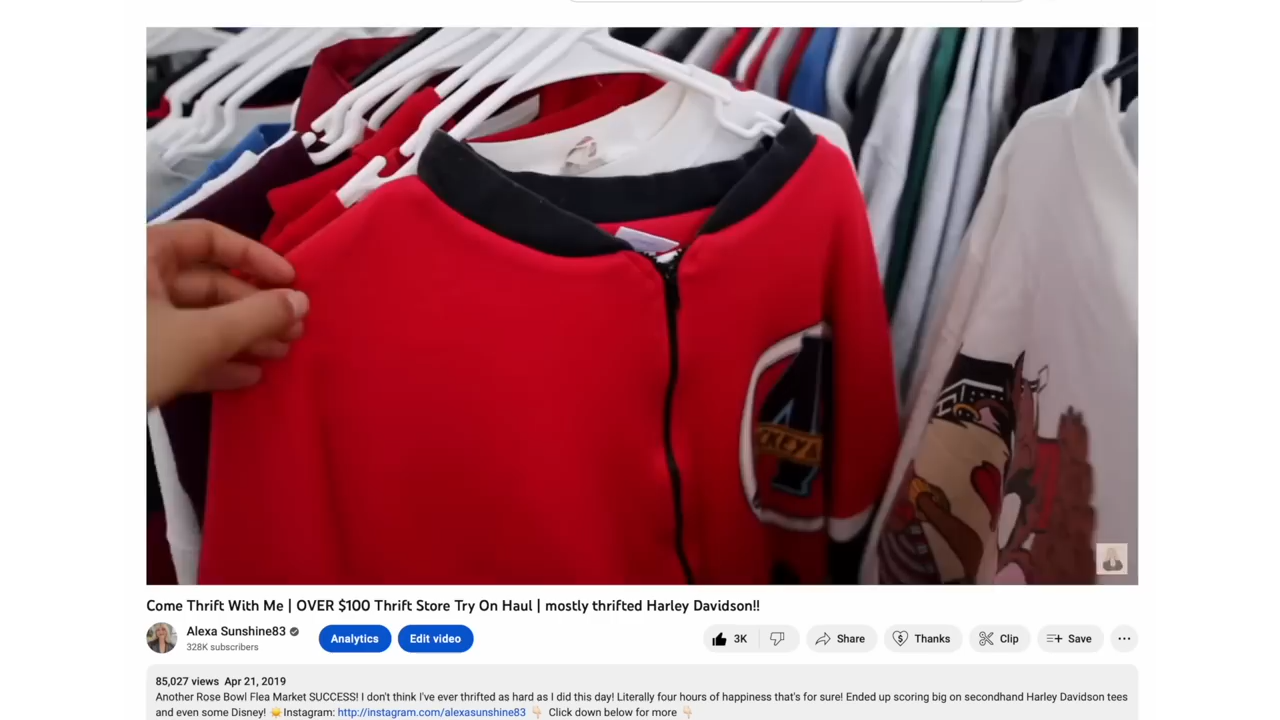 Come Thrift With Me | OVER $100 Thrift Store Try On Haul | mostly thrifted Harley Davidson!!
Alexa Sunshine83
328K subscribers
Analytics
Edit video
3K
Share
Thanks
Clip
Save
85,027 views Apr 21, 2019
Another Rose Bowl Flea Market SUCCESS! I don't think I've ever thrifted as hard as I did this day! Literally four hours of happiness that's for sure! Ended up scoring big on secondhand Harley Davidson tees
and even some Disney! 🌞 Instagram: http://instagram.com/alexasunshine83 👇🏻 Click down below for more 👇🏻